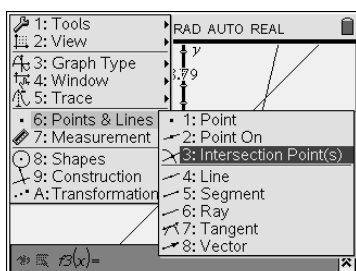 1: Tools
RAD AUTO REAL
2: View
y
3: Graph Type
3.79
4: Window
5: Trace
6: Points & Lines
1: Point
7: Measurement
2: Point On
8: Shapes
3: Intersection Point(s)
9: Construction
4: Line
A: Transformation
5: Segment
6: Ray
7: Tangent
8: Vector
f3(x)=